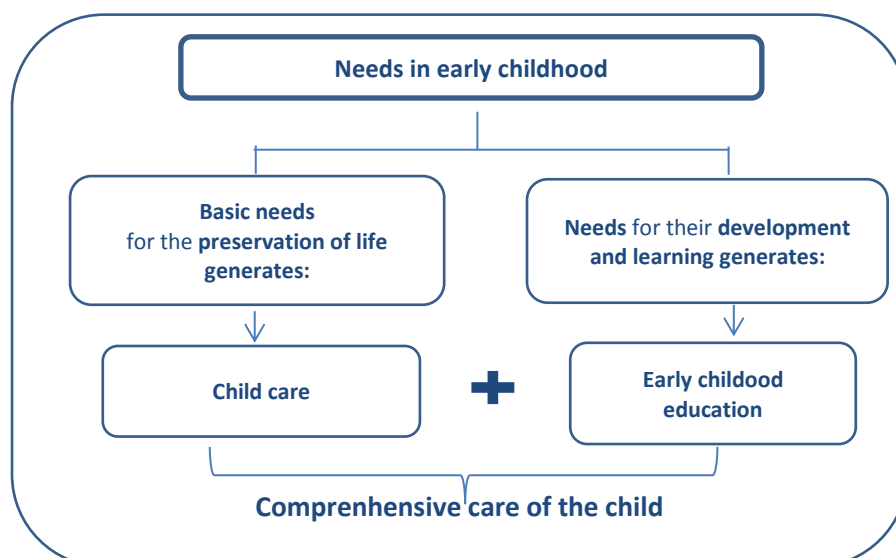 Needs in early childhood
Basic needs
for the preservation of life
generates:
Needs for their development
and learning generates:
Child care
Early childood
education
Comprenhensive care of the child